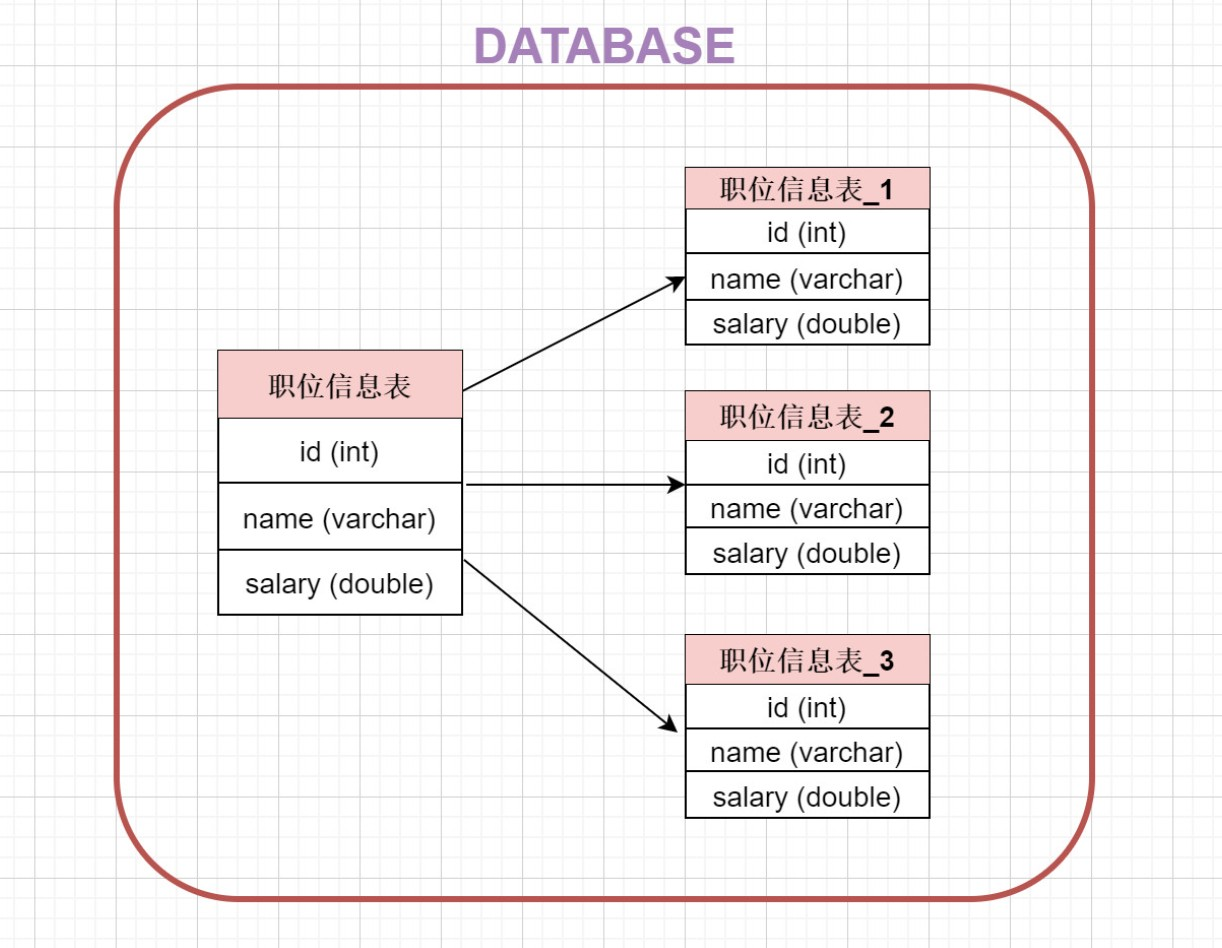 DATABASE
职位信息表
id (int)
name (varchar)
salary (double)
职位信息表_1
id (int)
name (varchar)
salary (double)
职位信息表_2
id (int)
name (varchar)
salary (double)
职位信息表_3
id (int)
name (varchar)
salary (double)